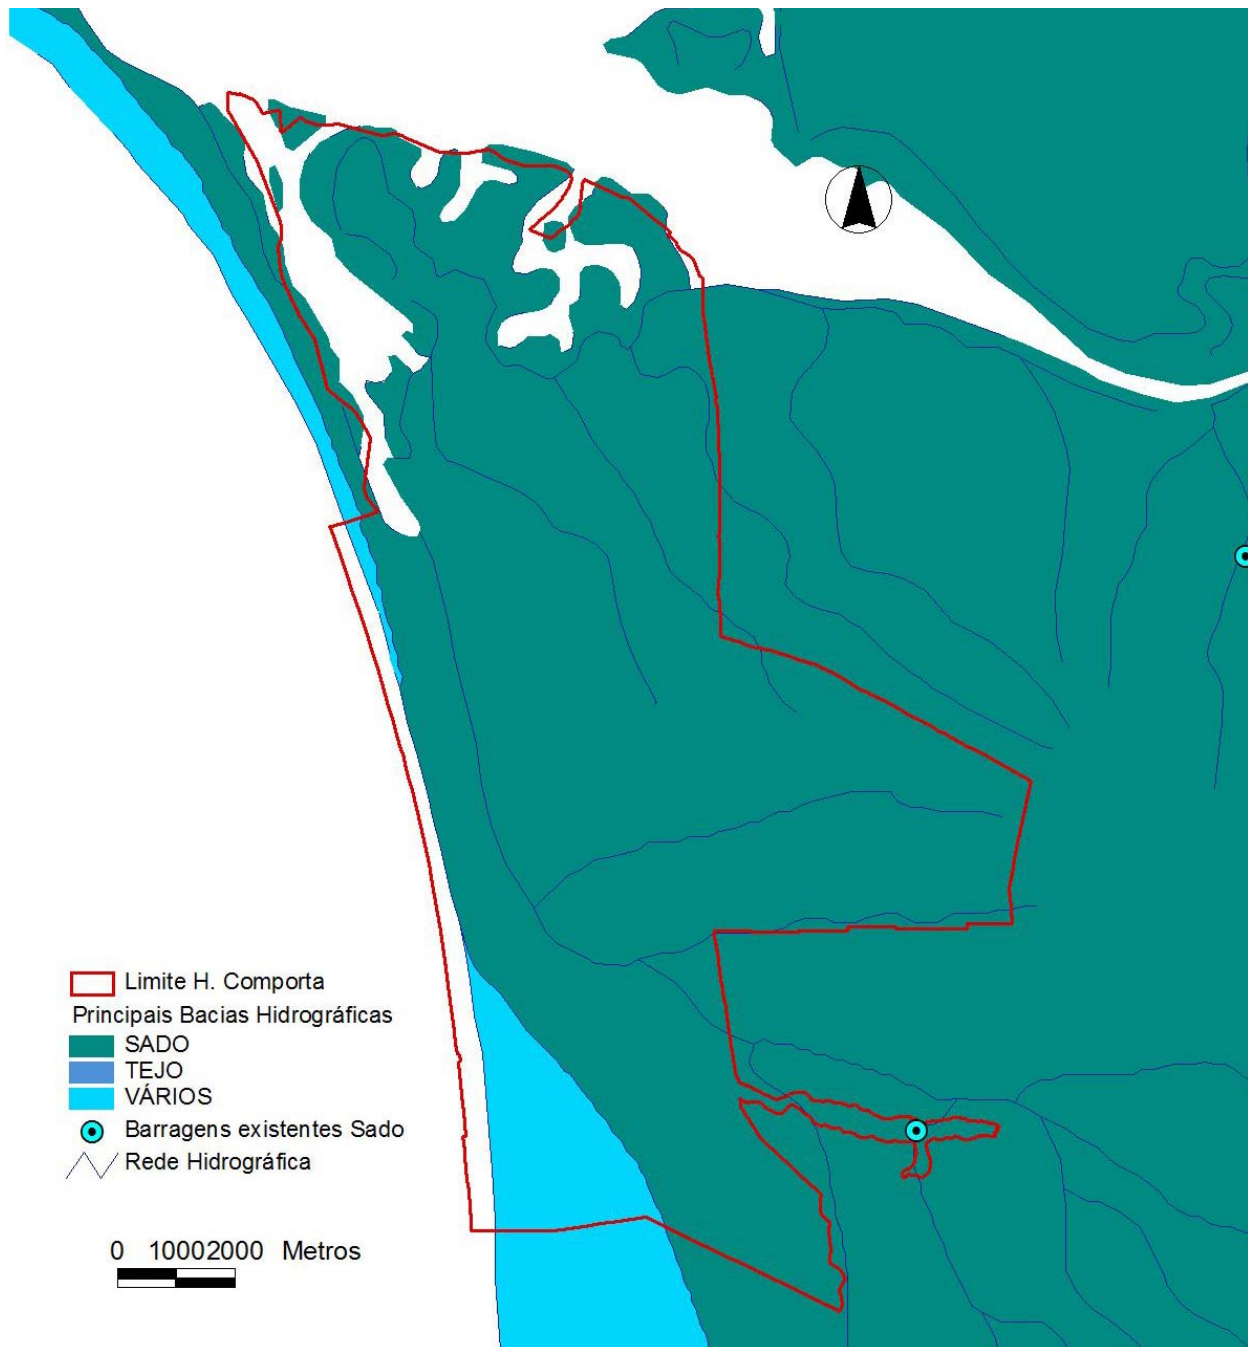 Limite H. Comporta
Principais Bacias Hidrográficas
SADO
TEJO
VÁRIOS
Barragens existentes Sado
Rede Hidrográfica
0 10002000 Metros